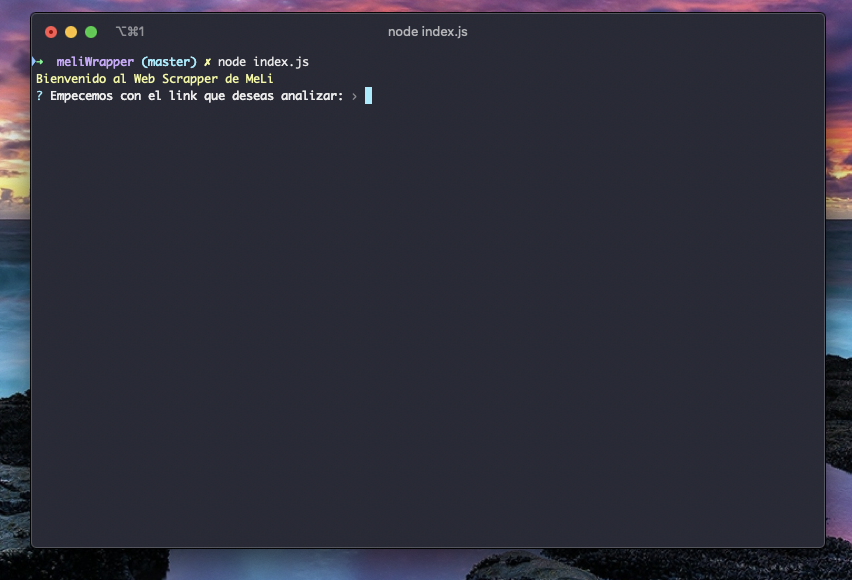 ⌥⌘1 node index.js
➜ meliWrapper (master) ✗ node index.js
Bienvenido al Web Scrapper de MeLi
? Empecemos con el link que deseas analizar: ›